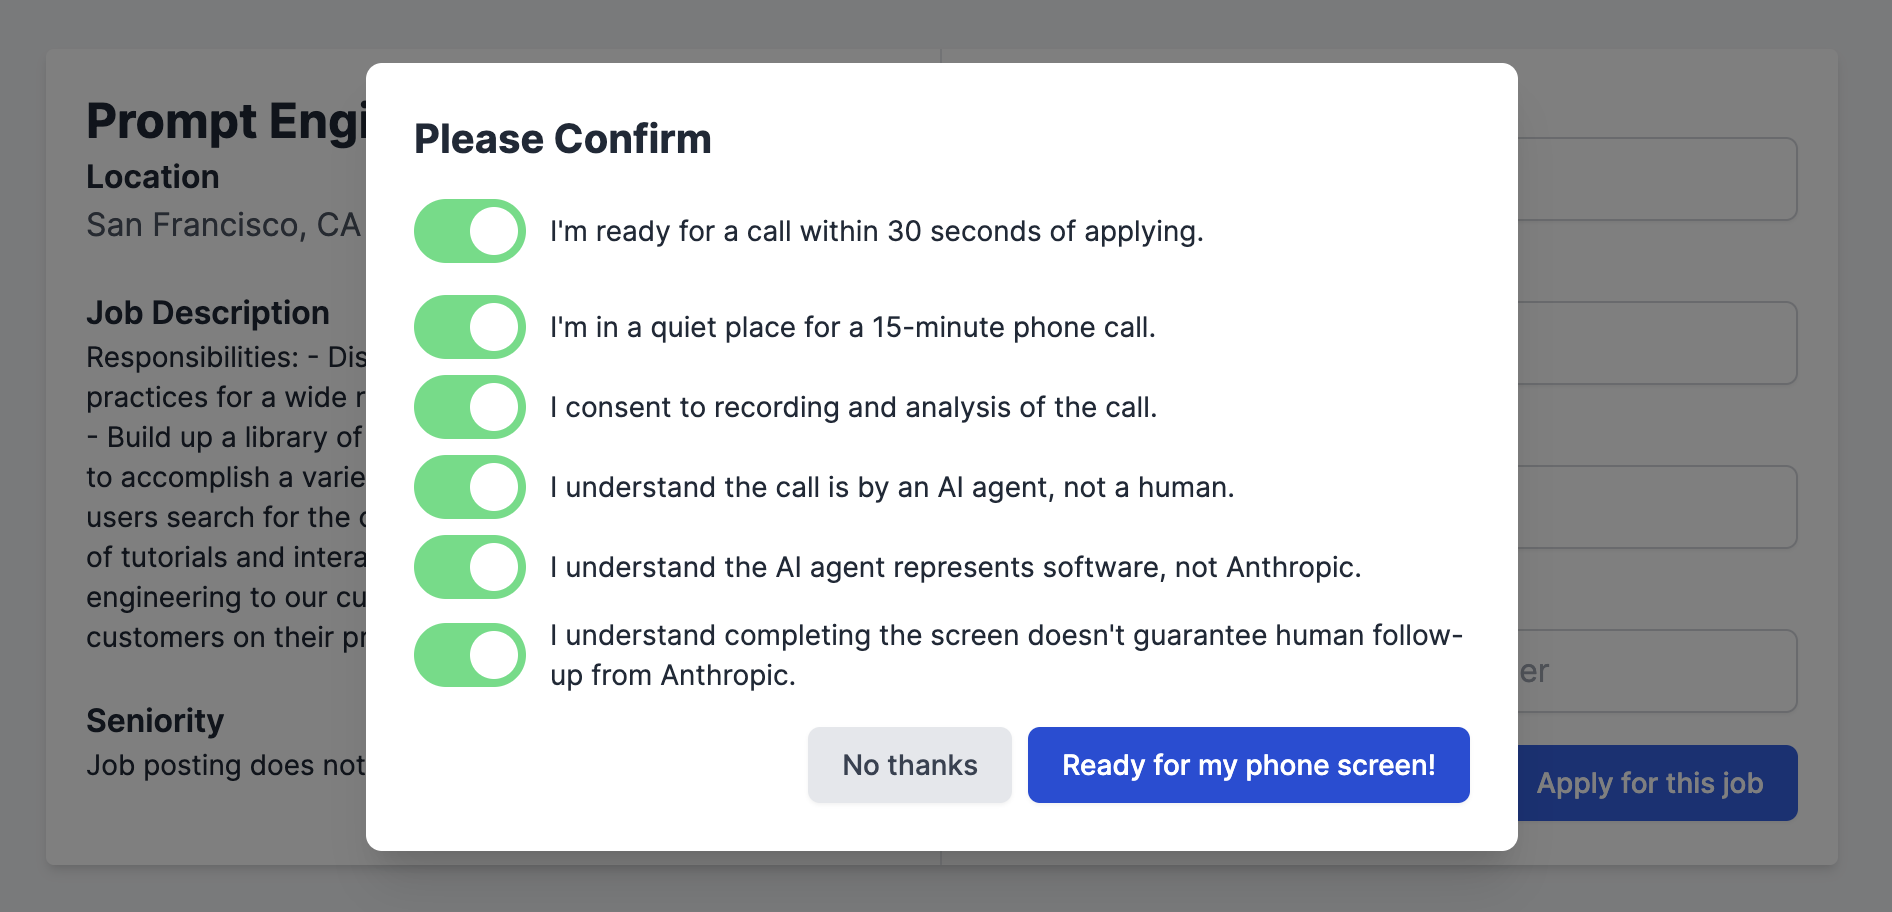 Prompt Engi
Location
San Francisco, CA
Job Description
Responsibilities: - Dis
practices for a wide r
- Build up a library of
to accomplish a varie
users search for the
of tutorials and intera
engineering to our cu
customers on their pr
Seniority
Job posting does not
Please Confirm
I'm ready for a call within 30 seconds of applying.
I'm in a quiet place for a 15-minute phone call.
I consent to recording and analysis of the call.
I understand the call is by an AI agent, not a human.
I understand the AI agent represents software, not Anthropic.
I understand completing the screen doesn't guarantee human follow-
up from Anthropic.
No thanks
Ready for my phone screen!
er
Apply for this job